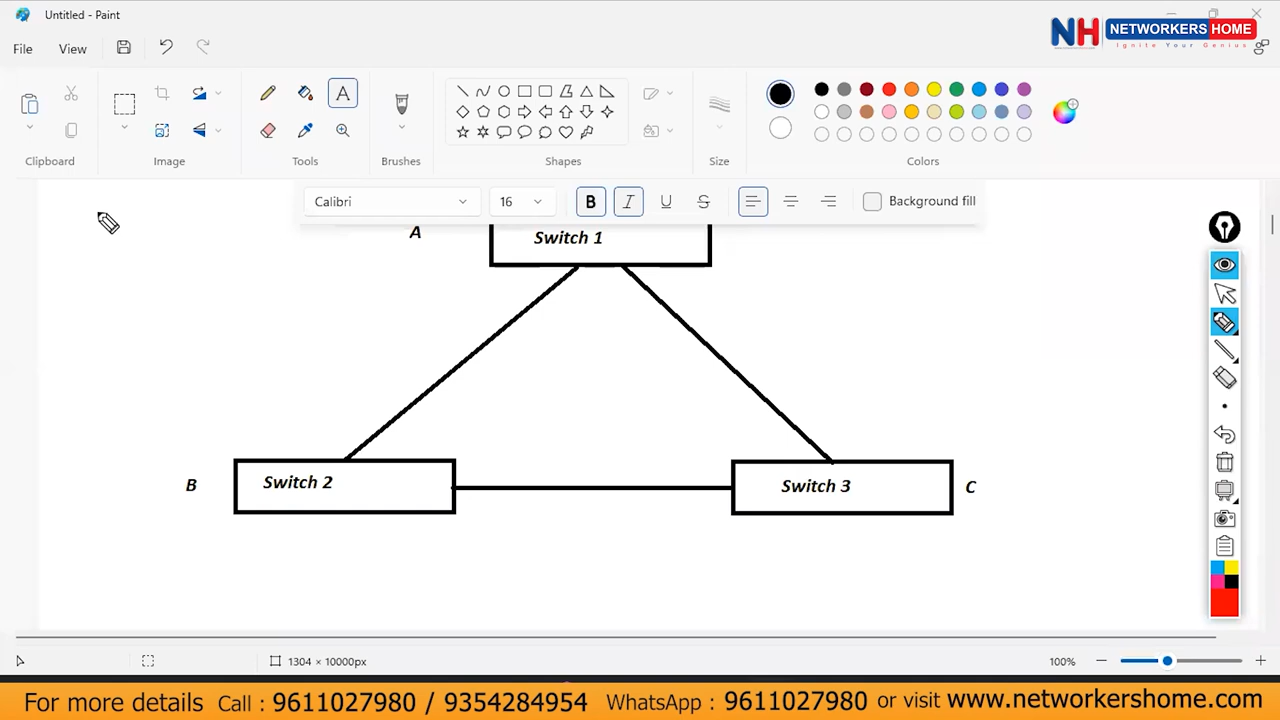 Untitled - Paint
NH NETWORKERS HOME
Ignite Your Genius
File View
Clipboard Image Tools Brushes Shapes Size Colors
Calibri 16 B I U S Background fill
A Switch 1
B Switch 2 Switch 3 C
1304 × 10000px 100%
For more details Call : 9611027980 / 9354284954 WhatsApp : 9611027980 or visit www.networkershome.com